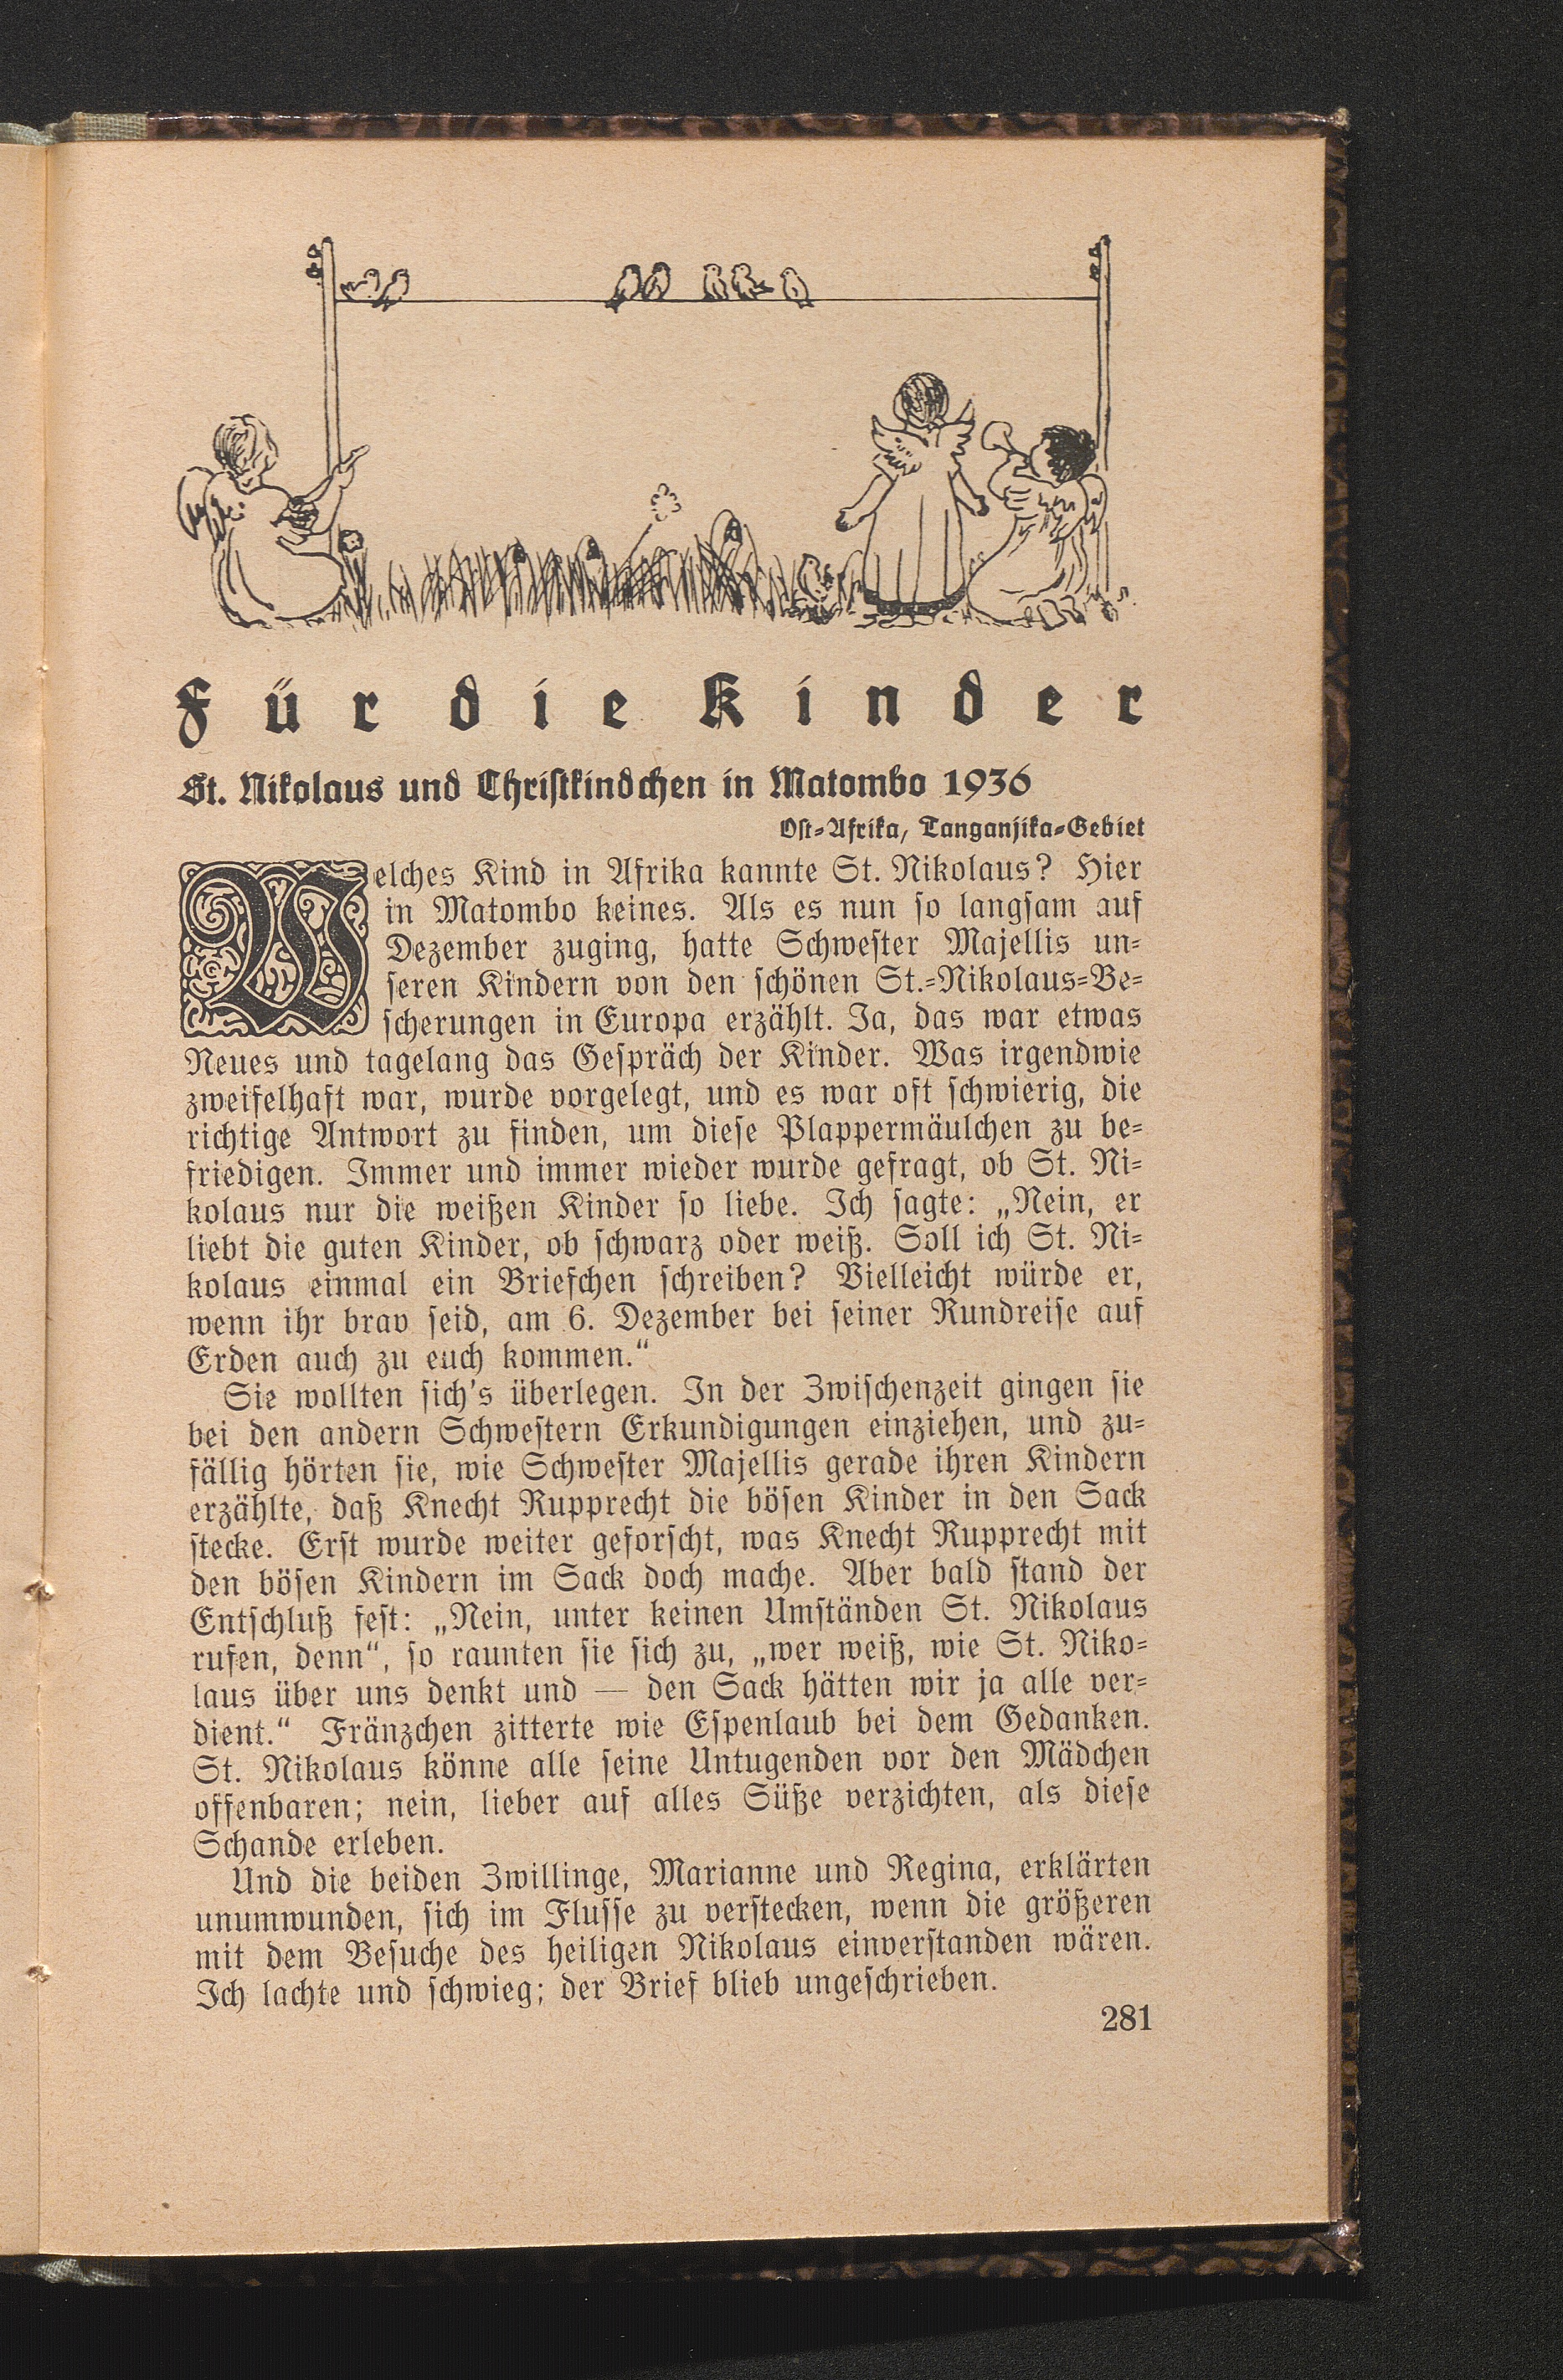 Für die Kinder
St. Nikolaus und Christkindchen in Matombo 1936
Ost-Afrika, Tanganjika-Gebiet
Welches Kind in Afrika kannte St. Nikolaus? Hier
in Matombo keines. Als es nun so langsam auf
Dezember zuging, hatte Schwester Majellis un-
seren Kindern von den schönen St.-Nikolaus-Be-
scherungen in Europa erzählt. Ja, das war etwas
Neues und tagelang das Gespräch der Kinder. Was irgendwie
zweifelhaft war, wurde vorgelegt, und es war oft schwierig, die
richtige Antwort zu finden, um diese Plappermäulchen zu be-
friedigen. Immer und immer wieder wurde gefragt, ob St. Ni-
kolaus nur die weißen Kinder so liebe. Ich sagte: „Nein, er
liebt die guten Kinder, ob schwarz oder weiß. Soll ich St. Ni-
kolaus einmal ein Briefchen schreiben? Vielleicht würde er,
wenn ihr brav seid, am 6. Dezember bei seiner Rundreise auf
Erden auch zu euch kommen.“
Sie wollten sich's überlegen. In der Zwischenzeit gingen sie
bei den andern Schwestern Erkundigungen einziehen, und zu-
fällig hörten sie, wie Schwester Majellis gerade ihren Kindern
erzählte, daß Knecht Rupprecht die bösen Kinder in den Sack
stecke. Erst wurde weiter geforscht, was Knecht Rupprecht mit
den bösen Kindern im Sack doch mache. Aber bald stand der
Entschluß fest: „Nein, unter keinen Umständen St. Nikolaus
rufen, denn“, so raunten sie sich zu, „wer weiß, wie St. Niko-
laus über uns denkt und — den Sack hätten wir ja alle ver-
dient.“ Fränzchen zitterte wie Espenlaub bei dem Gedanken.
St. Nikolaus könne alle seine Untugenden vor den Mädchen
offenbaren; nein, lieber auf alles Süße verzichten, als diese
Schande erleben.
Und die beiden Zwillinge, Marianne und Regina, erklärten
unumwunden, sich im Flusse zu verstecken, wenn die größeren
mit dem Besuche des heiligen Nikolaus einverstanden wären.
Ich lachte und schwieg; der Brief blieb ungeschrieben.
281